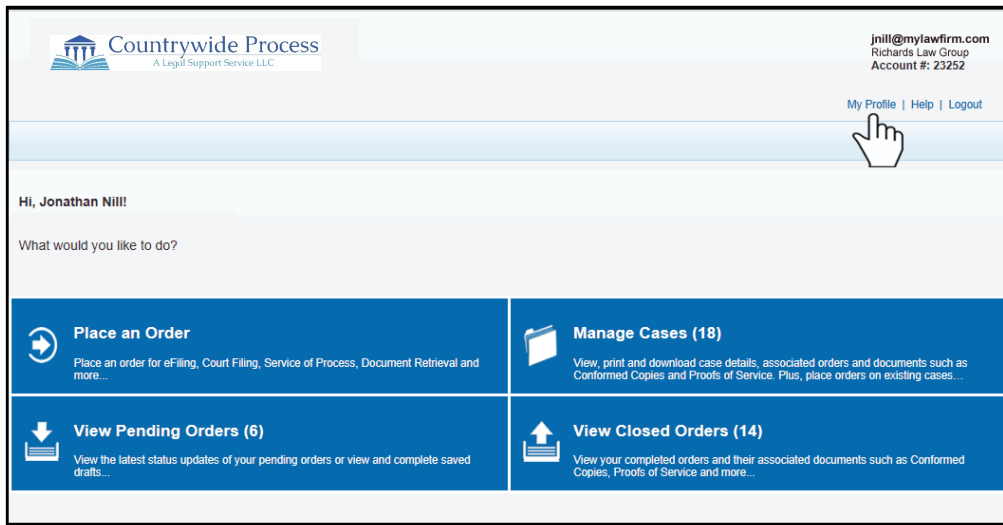 Countrywide Process
A Legal Support Service LLC
jnill@mylawfirm.com
Richards Law Group
Account #: 23252
My Profile | Help | Logout
Hi, Jonathan Nill!
What would you like to do?
Place an Order
Place an order for eFiling, Court Filing, Service of Process, Document Retrieval and
more...
Manage Cases (18)
View, print and download case details, associated orders and documents such as
Conformed Copies and Proofs of Service. Plus, place orders on existing cases...
View Pending Orders (6)
View the latest status updates of your pending orders or view and complete saved
drafts...
View Closed Orders (14)
View your completed orders and their associated documents such as Conformed
Copies, Proofs of Service and more...